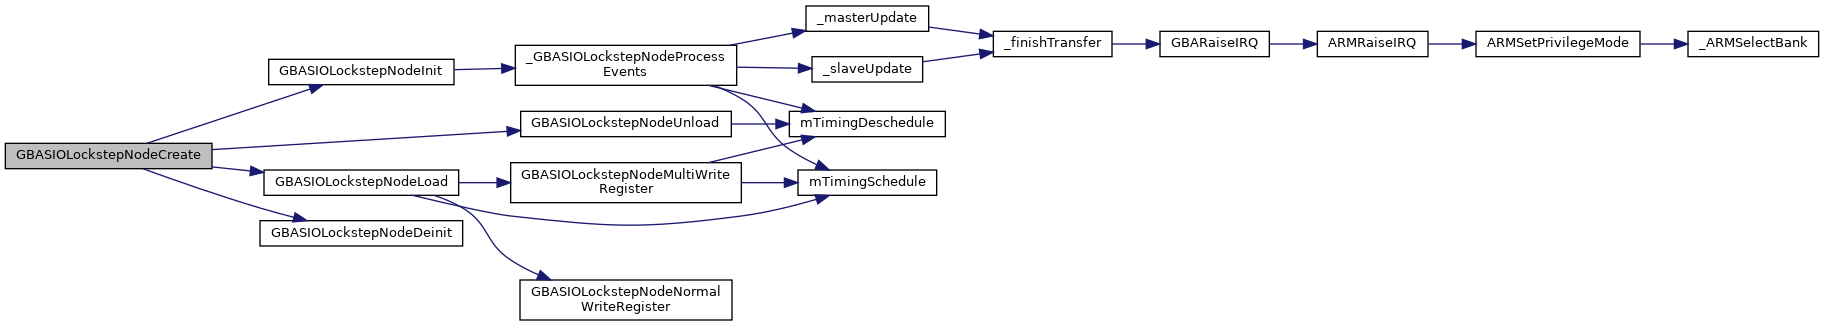 GBASIOLockstepNodeCreate
GBASIOLockstepNodeInit
GBASIOLockstepNodeUnload
GBASIOLockstepNodeLoad
GBASIOLockstepNodeDeinit
_GBASIOLockstepNodeProcess
Events
GBASIOLockstepNodeMultiWrite
Register
GBASIOLockstepNodeNormal
WriteRegister
_masterUpdate
_slaveUpdate
mTimingDeschedule
mTimingSchedule
_finishTransfer
GBARaiseIRQ
ARMRaiseIRQ
ARMSetPrivilegeMode
_ARMSelectBank